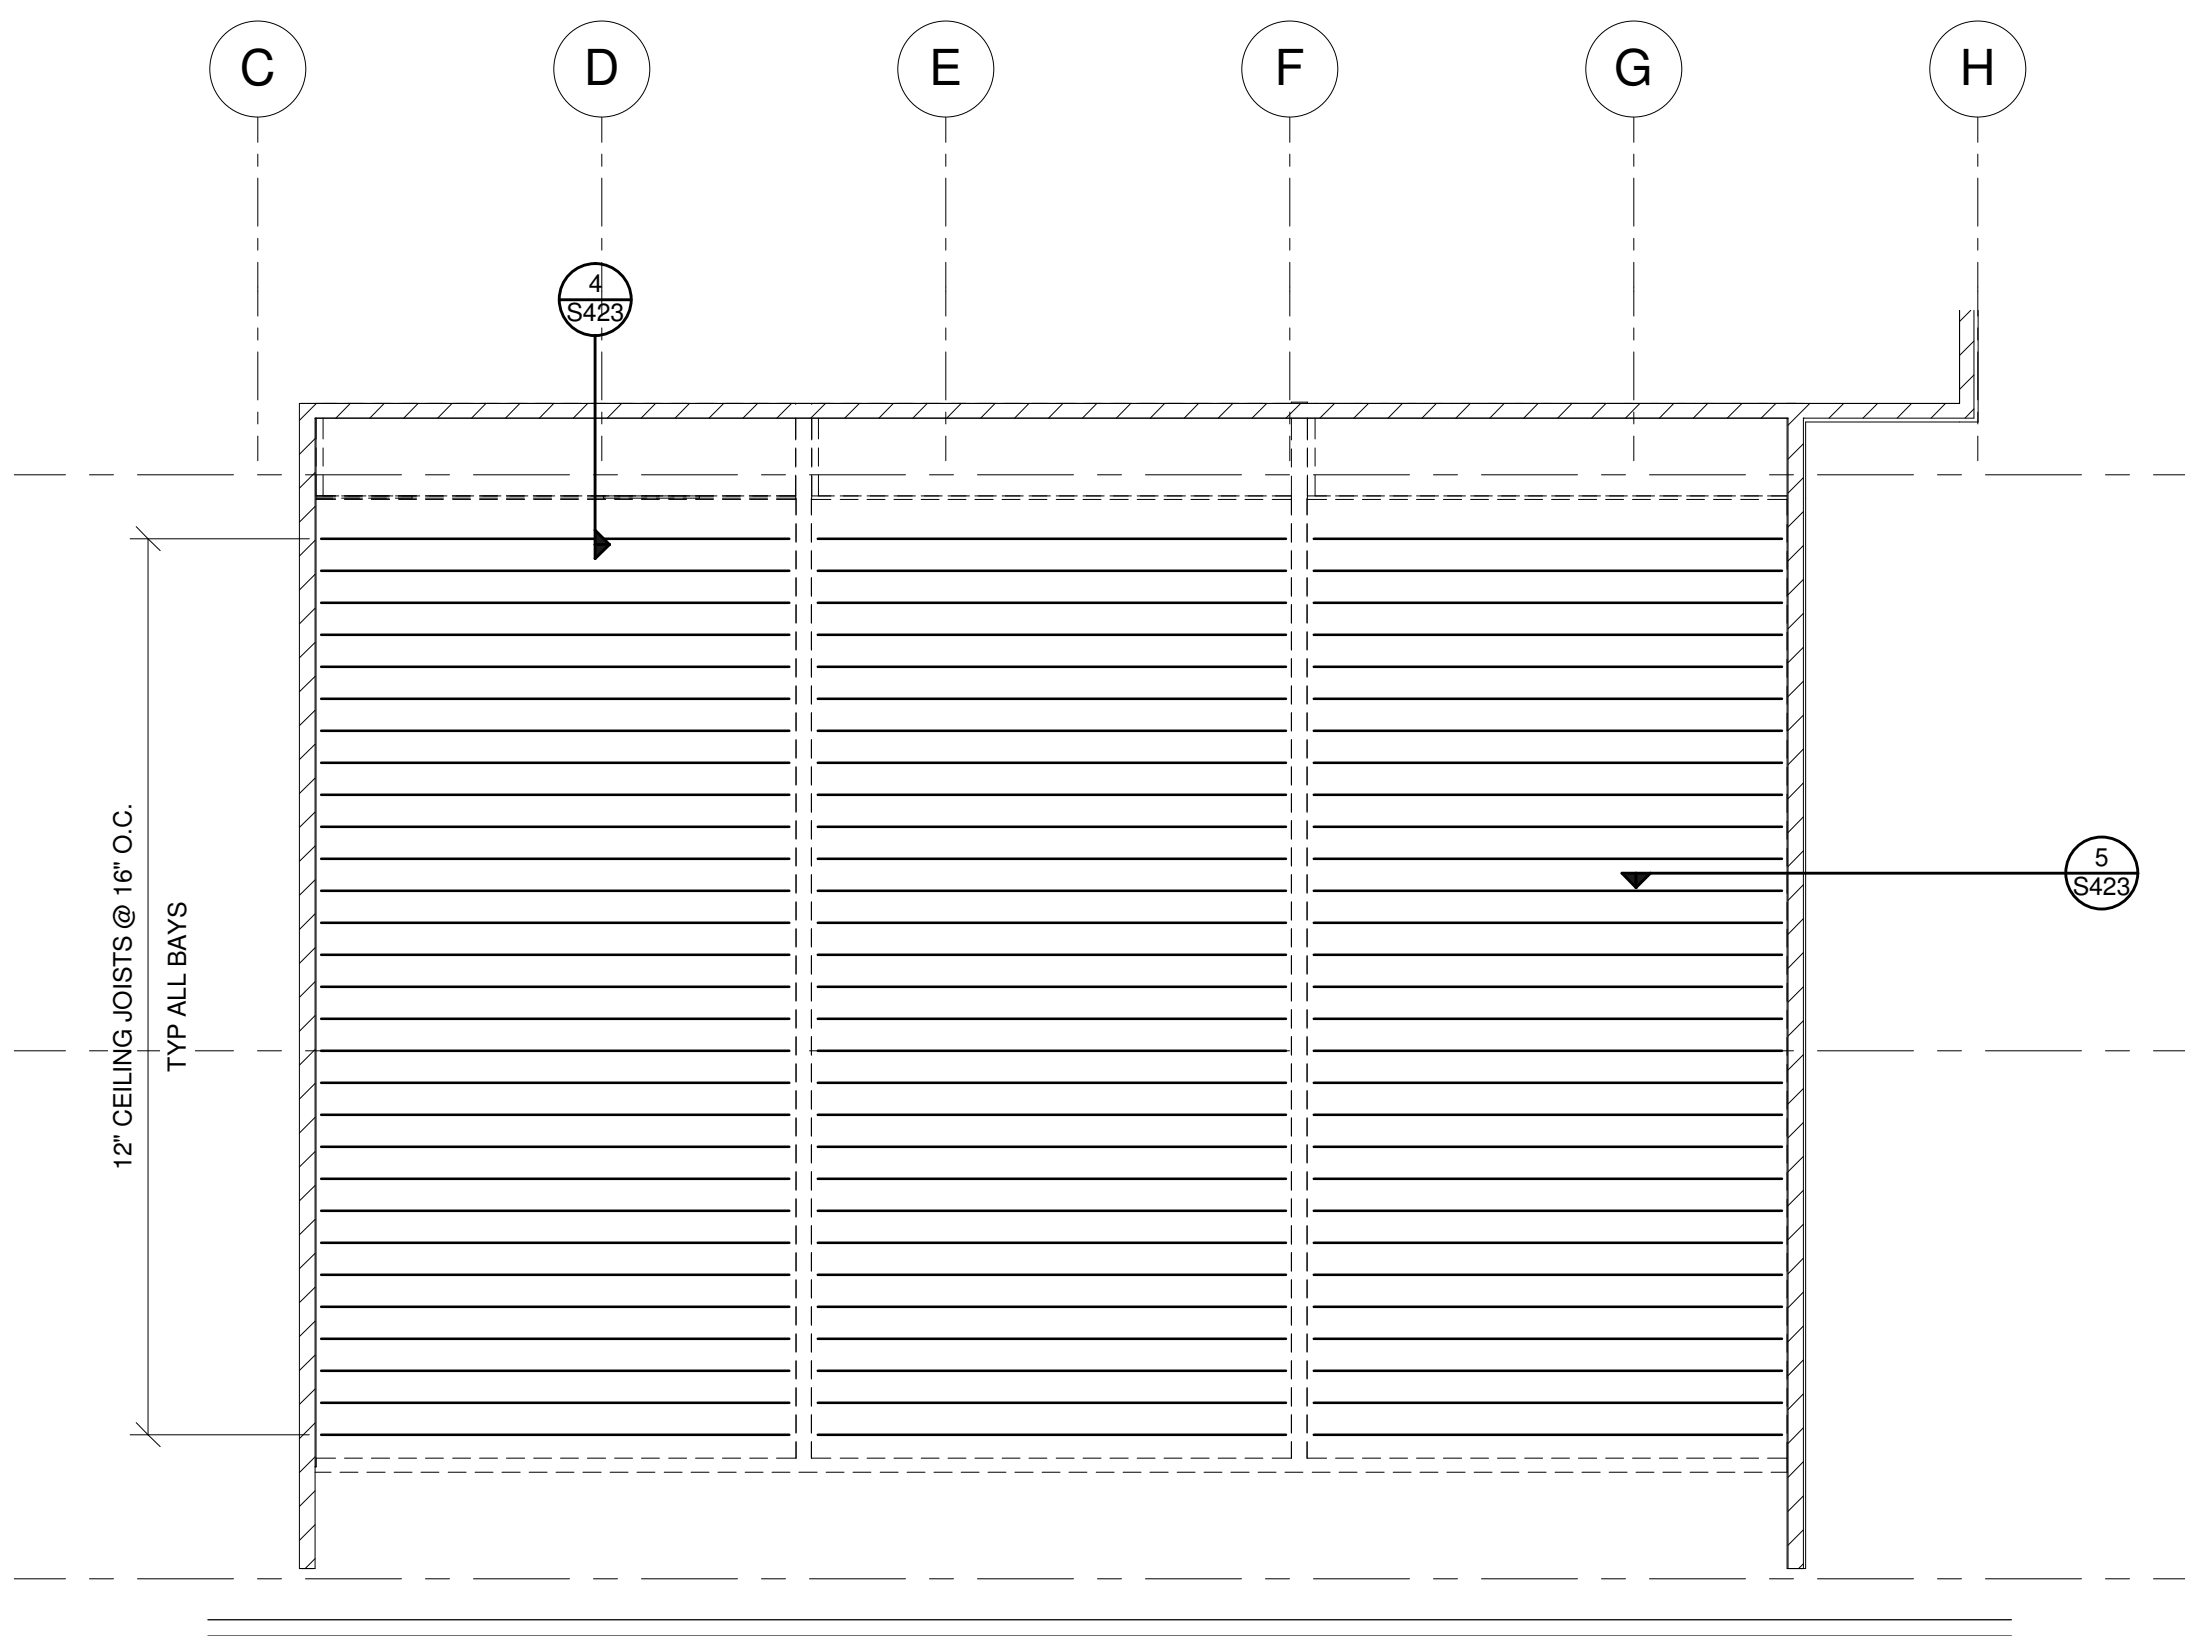 C
D
E
F
G
H
4
S423
12" CEILING JOISTS @ 16" O.C.
TYP ALL BAYS
5
S423